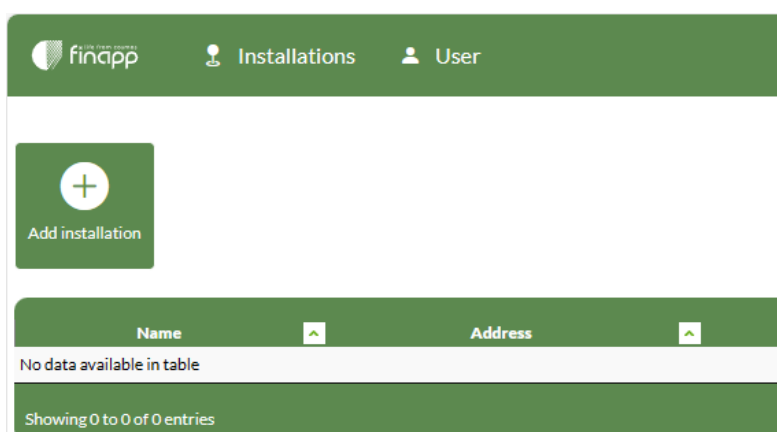 finapp
Installations
User
Add installation
Name
Address
No data available in table
Showing 0 to 0 of 0 entries